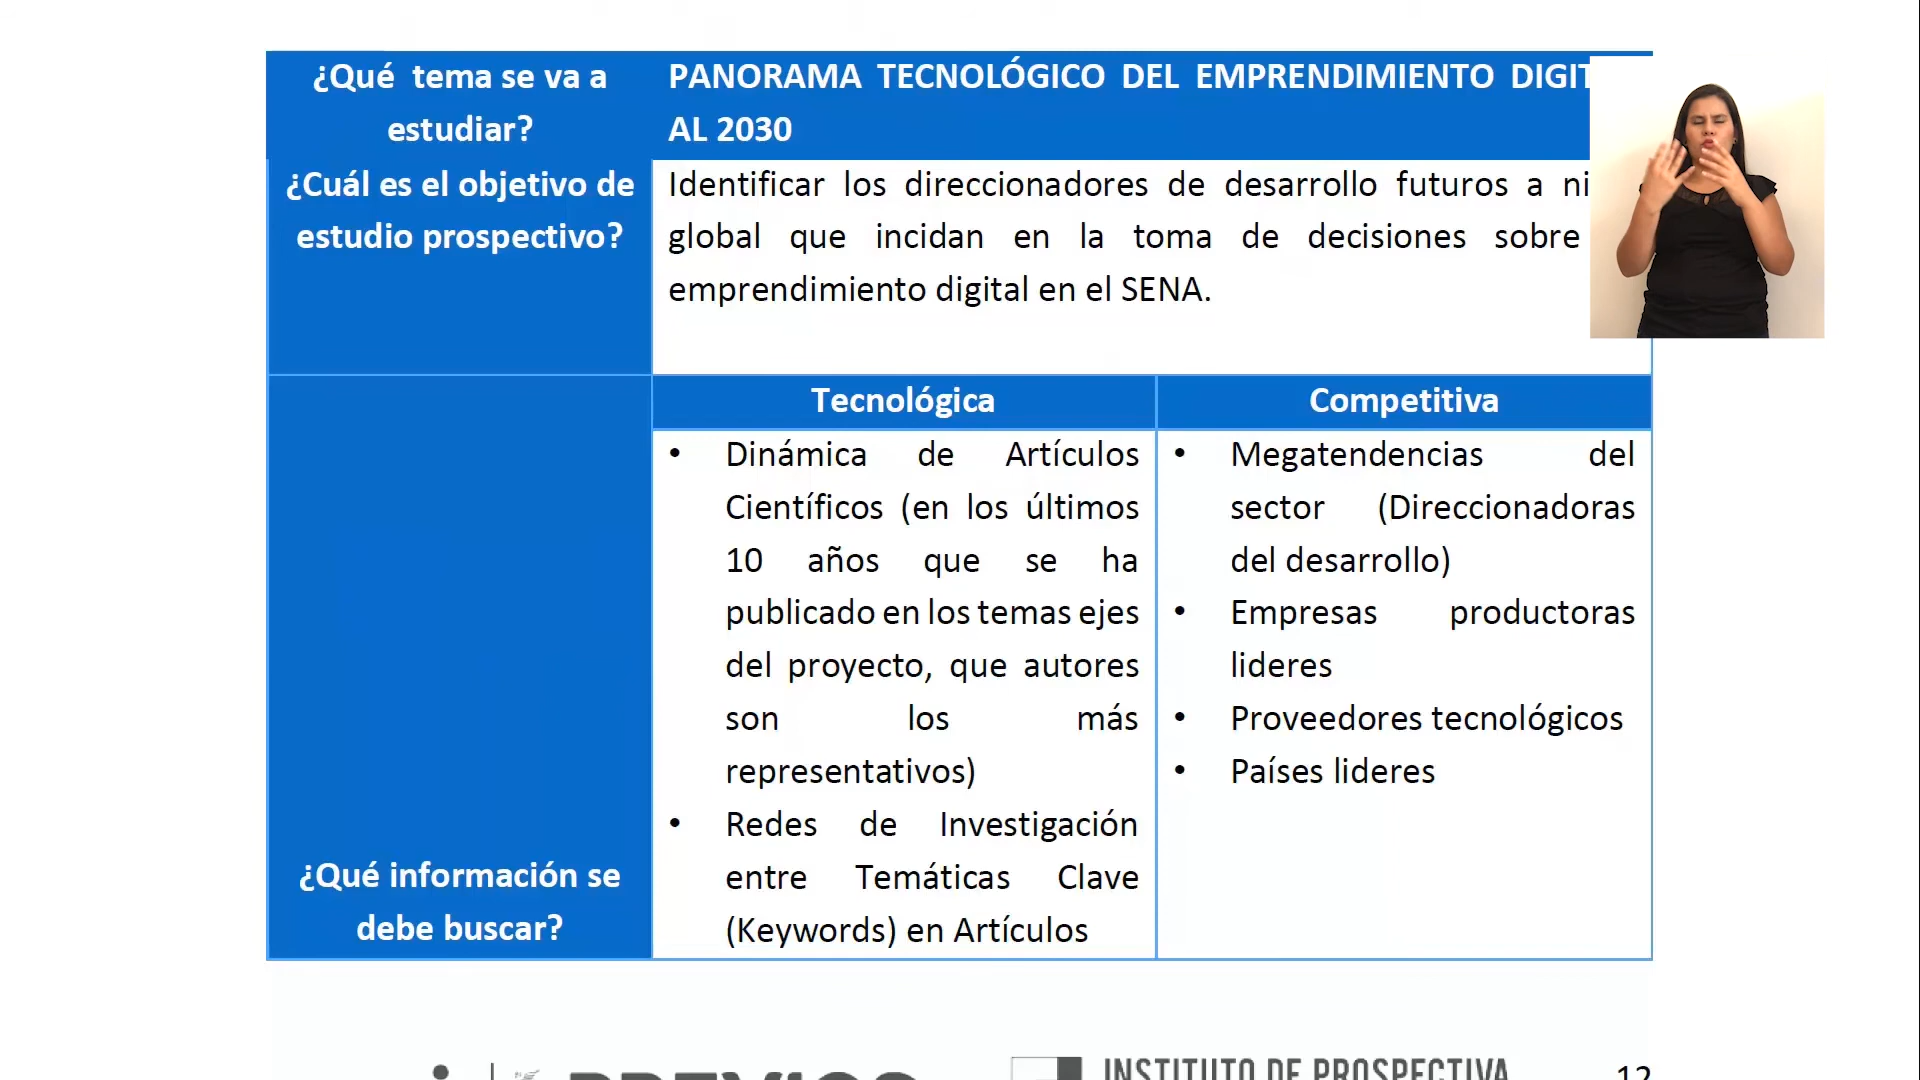 ¿Qué tema se va a
estudiar?
PANORAMA TECNOLÓGICO DEL EMPRENDIMIENTO DIGIT
AL 2030
¿Cuál es el objetivo de
estudio prospectivo?
Identificar los direccionadores de desarrollo futuros a ni
global que incidan en la toma de decisiones sobre
emprendimiento digital en el SENA.
¿Qué información se
debe buscar?
Tecnológica
• Dinámica de Artículos
Científicos (en los últimos
10 años que se ha
publicado en los temas ejes
del proyecto, que autores
son los más
representativos)
• Redes de Investigación
entre Temáticas Clave
(Keywords) en Artículos
Competitiva
• Megatendencias del
sector (Direccionadoras
del desarrollo)
• Empresas productoras
lideres
• Proveedores tecnológicos
• Países lideres
INSTITUTO DE PROSPECTIVA
12